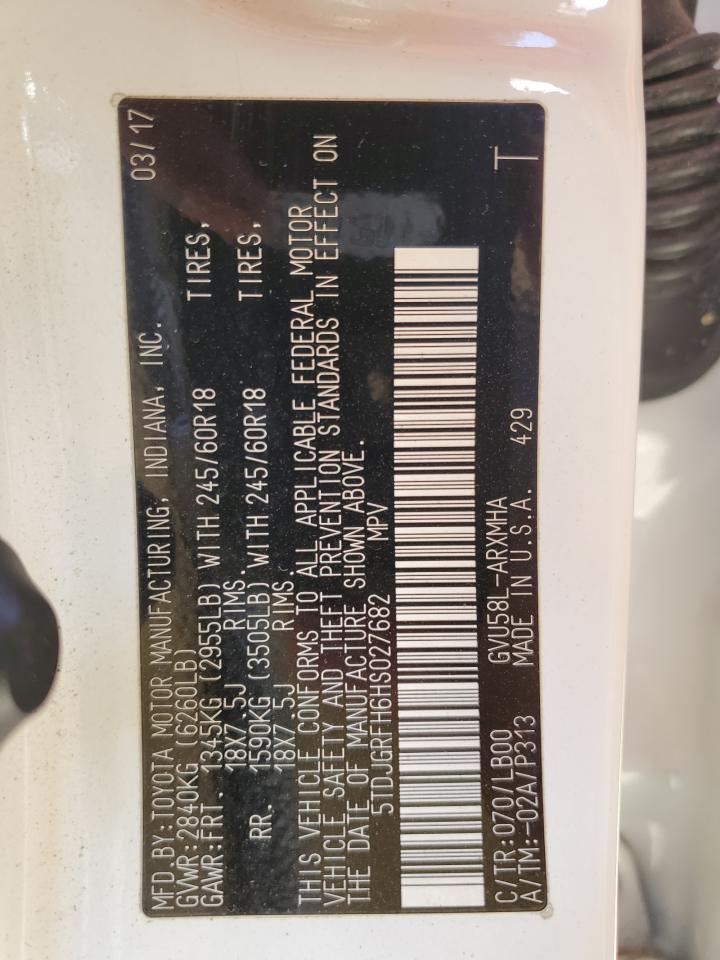 MFD.BY:TOYOTA MOTOR MANUFACTURING, INDIANA, INC. 03/17
GVWR:2840KG (6260LB)
GAWR:FRT. 1345KG (2955LB) WITH 245/60R18 TIRES,
18X7.5J RIMS.
RR. 1590KG (3505LB) WITH 245/60R18 TIRES,
18X7.5J RIMS.
THIS VEHICLE CONFORMS TO ALL APPLICABLE FEDERAL MOTOR
VEHICLE SAFETY AND THEFT PREVENTION STANDARDS IN EFFECT ON
THE DATE OF MANUFACTURE SHOWN ABOVE.
5TDJGRFH6HS027682 MPV
C/TR:070/LB00 GVU58L-ARXMHA 429 T
A/TM:-02A/P313 MADE IN U.S.A.